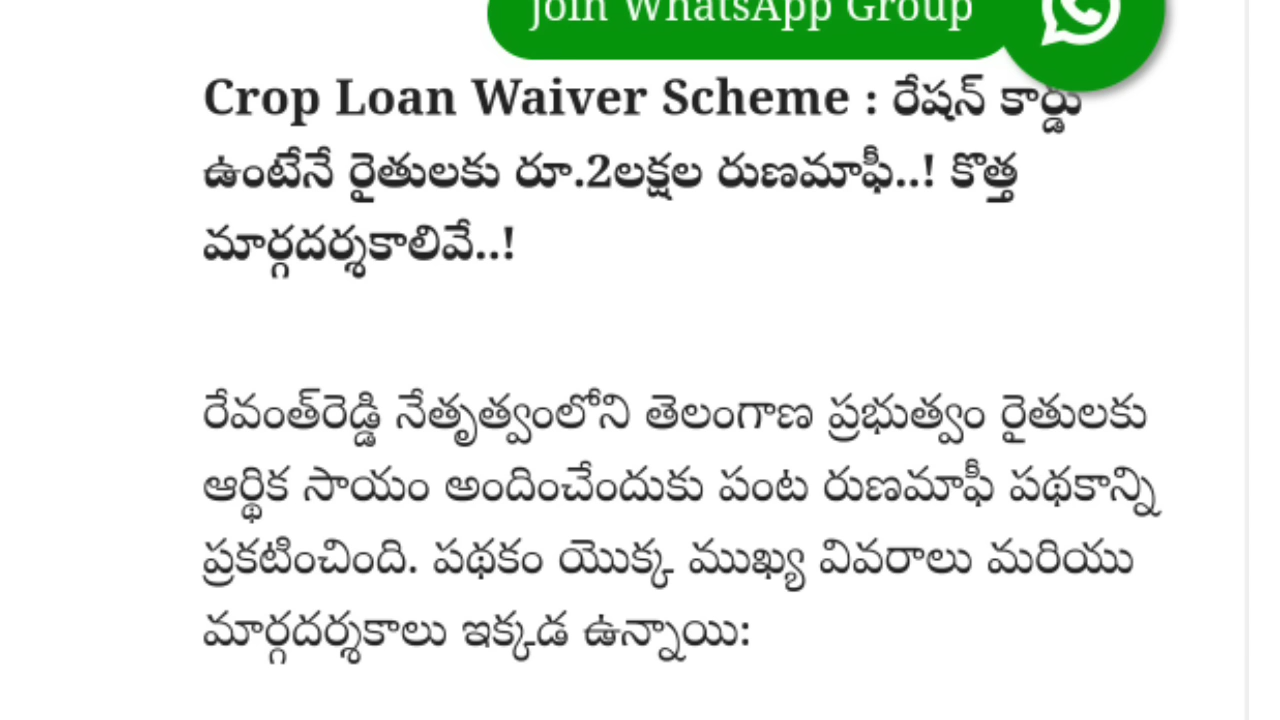 Join WhatsApp Group
Crop Loan Waiver Scheme : రేషన్ కార్డు
ఉంటేనే రైతులకు రూ.2లక్షల రుణమాఫీ..! కొత్త
మార్గదర్శకాలివే..!
రేవంత్‌రెడ్డి నేతృత్వంలోని తెలంగాణ ప్రభుత్వం రైతులకు
ఆర్థిక సాయం అందించేందుకు పంట రుణమాఫీ పథకాన్ని
ప్రకటించింది. పథకం యొక్క ముఖ్య వివరాలు మరియు
మార్గదర్శకాలు ఇక్కడ ఉన్నాయి: